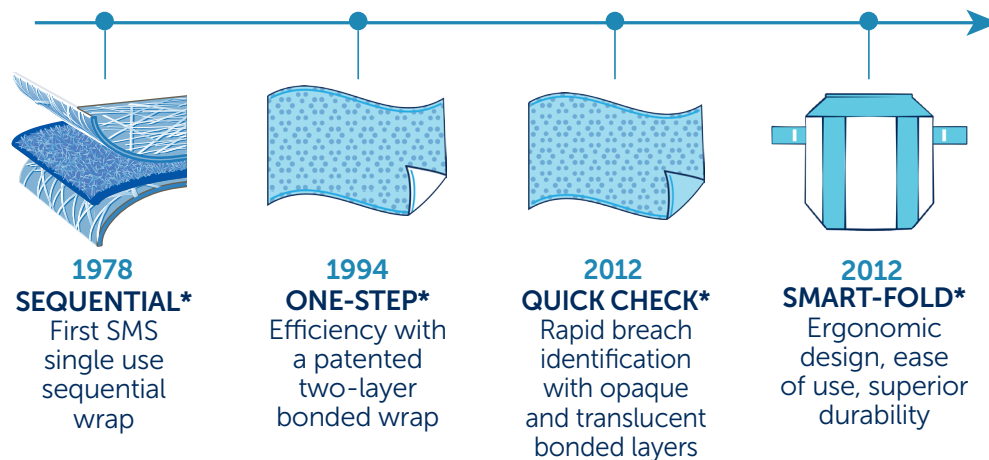 1978
SEQUENTIAL*
First SMS
single use
sequential
wrap
1994
ONE-STEP*
Efficiency with
a patented
two-layer
bonded wrap
2012
QUICK CHECK*
Rapid breach
identification
with opaque
and translucent
bonded layers
2012
SMART-FOLD*
Ergonomic
design, ease
of use, superior
durability